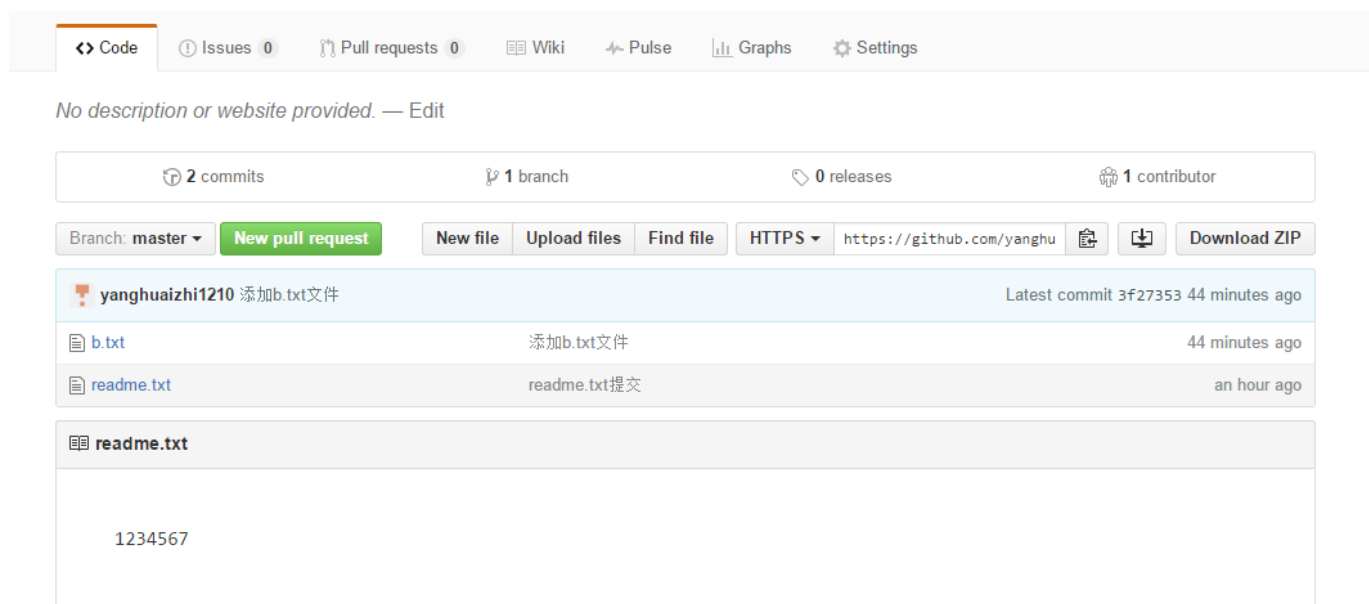 Code Issues 0 Pull requests 0 Wiki Pulse Graphs Settings
No description or website provided. — Edit
2 commits 1 branch 0 releases 1 contributor
Branch: master New pull request New file Upload files Find file HTTPS https://github.com/yanghu Download ZIP
yanghuaizhi1210 添加b.txt文件 Latest commit 3f27353 44 minutes ago
b.txt 添加b.txt文件 44 minutes ago
readme.txt readme.txt提交 an hour ago
readme.txt
1234567